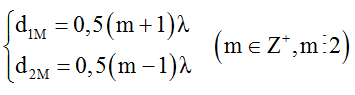 d₁M = 0,5(m+1)λ
d₂M = 0,5(m−1)λ (m ∈ Z⁺, m⋮2)